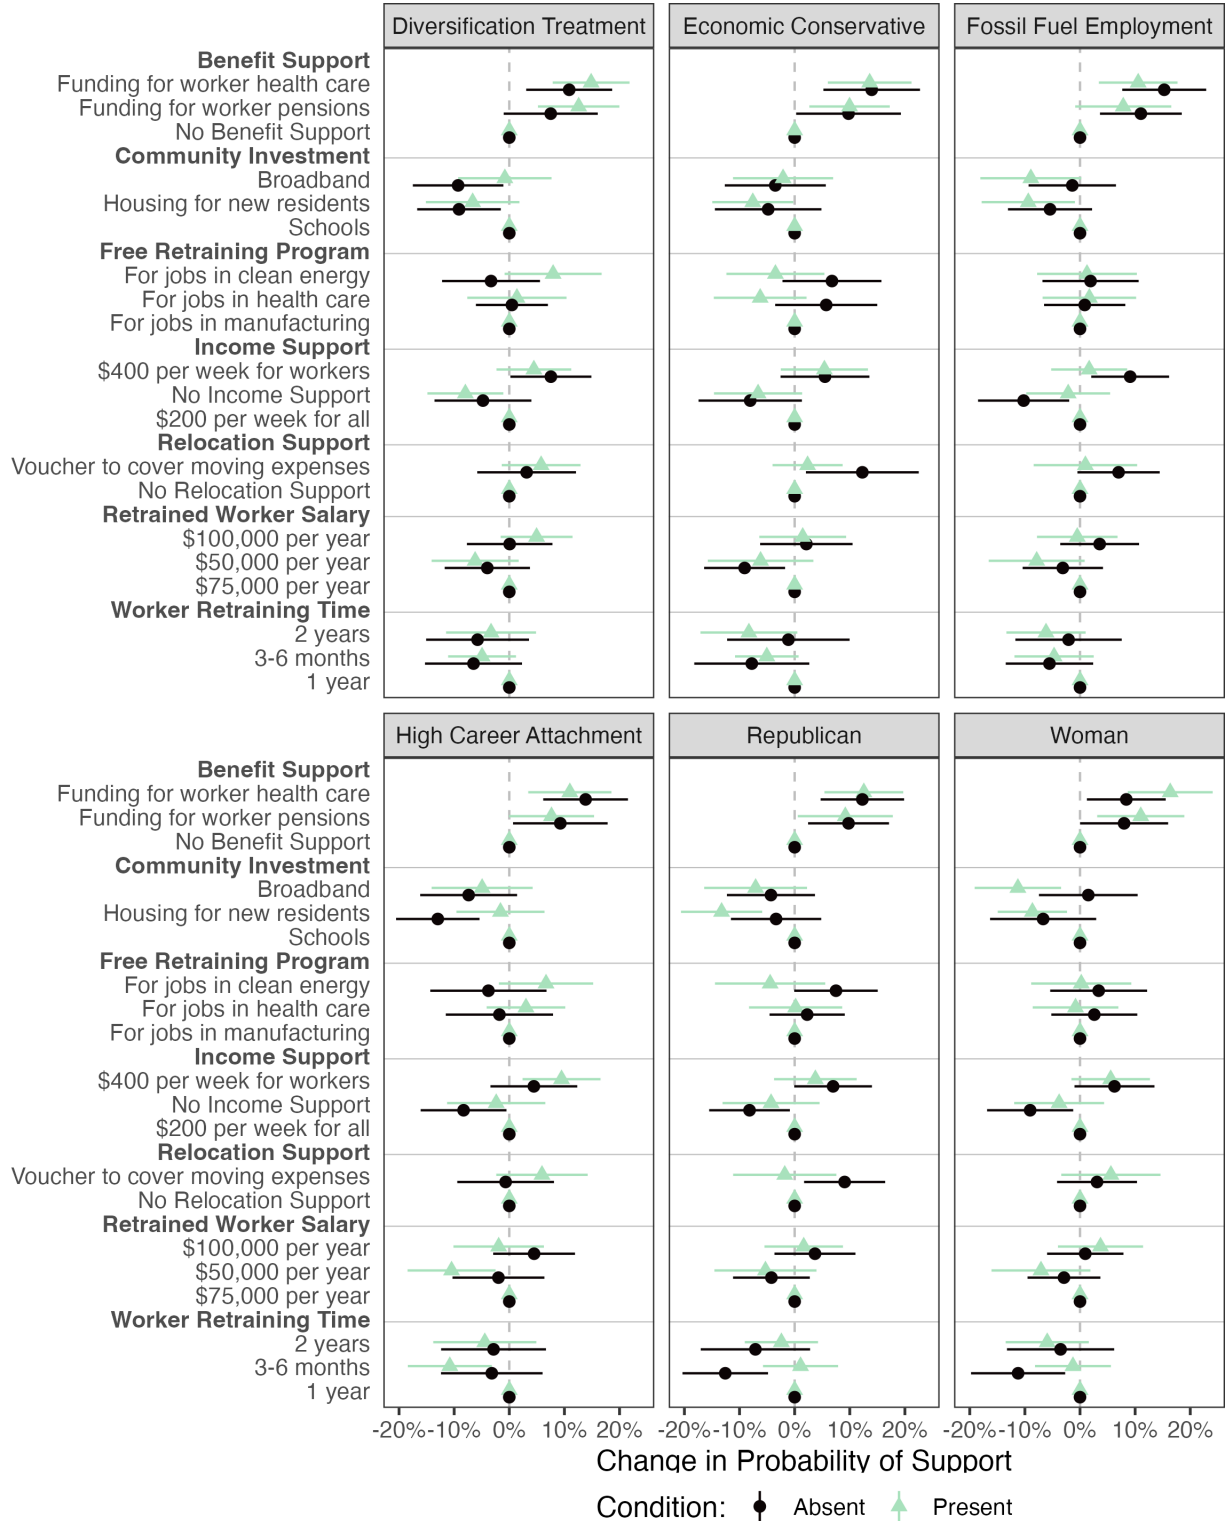 Diversification Treatment Economic Conservative Fossil Fuel Employment
Benefit Support
Funding for worker health care
Funding for worker pensions
No Benefit Support
Community Investment
Broadband
Housing for new residents
Schools
Free Retraining Program
For jobs in clean energy
For jobs in health care
For jobs in manufacturing
Income Support
$400 per week for workers
No Income Support
$200 per week for all
Relocation Support
Voucher to cover moving expenses
No Relocation Support
Retrained Worker Salary
$100,000 per year
$50,000 per year
$75,000 per year
Worker Retraining Time
2 years
3-6 months
1 year
High Career Attachment Republican Woman
Benefit Support
Funding for worker health care
Funding for worker pensions
No Benefit Support
Community Investment
Broadband
Housing for new residents
Schools
Free Retraining Program
For jobs in clean energy
For jobs in health care
For jobs in manufacturing
Income Support
$400 per week for workers
No Income Support
$200 per week for all
Relocation Support
Voucher to cover moving expenses
No Relocation Support
Retrained Worker Salary
$100,000 per year
$50,000 per year
$75,000 per year
Worker Retraining Time
2 years
3-6 months
1 year
-20% -10% 0% 10% 20% -20% -10% 0% 10% 20% -20% -10% 0% 10% 20%
Change in Probability of Support
Condition: Absent Present